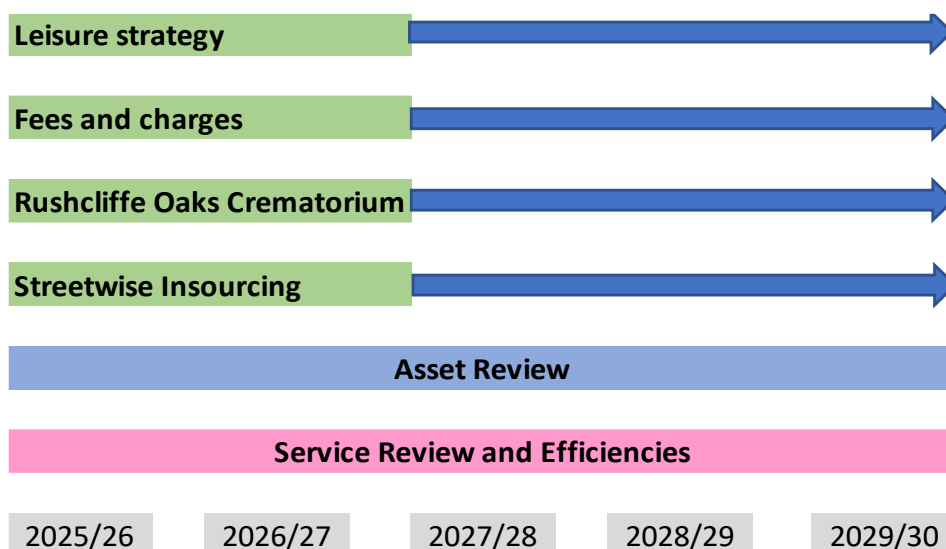 Leisure strategy
Fees and charges
Rushcliffe Oaks Crematorium
Streetwise Insourcing
Asset Review
Service Review and Efficiencies
2025/26 2026/27 2027/28 2028/29 2029/30